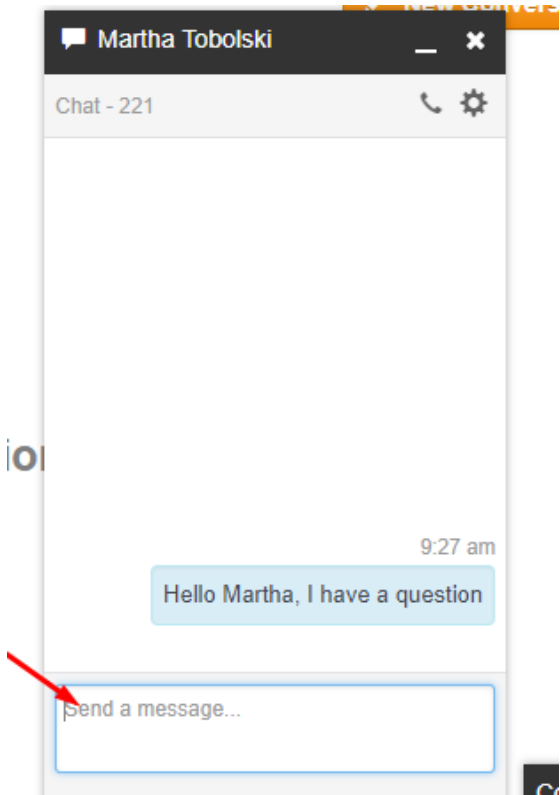 Martha Tobolski
Chat - 221
9:27 am
Hello Martha, I have a question
Send a message...